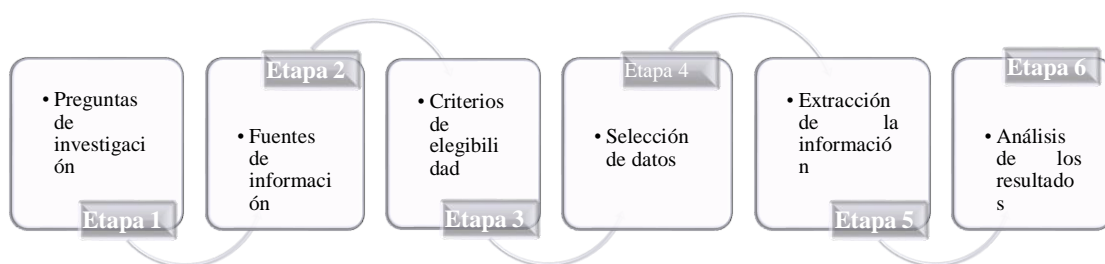 • Preguntas
de
investigaci
ón
Etapa 1
Etapa 2
• Fuentes
de
informaci
ón
• Criterios
de
elegibili
dad
Etapa 3
Etapa 4
• Selección
de datos
• Extracción
de la
informació
n
Etapa 5
Etapa 6
• Análisis
de los
resultado
s